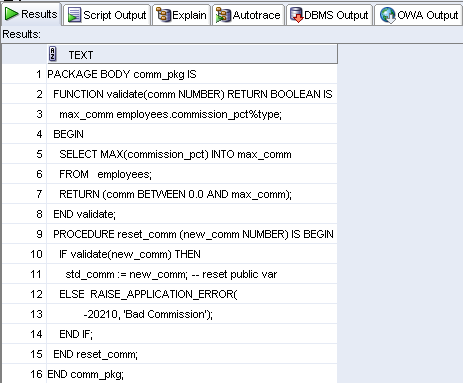 Results Script Output Explain Autotrace DBMS Output OWA Output
Results:
TEXT
1 PACKAGE BODY comm_pkg IS
2 FUNCTION validate(comm NUMBER) RETURN BOOLEAN IS
3 max_comm employees.commission_pct%type;
4 BEGIN
5 SELECT MAX(commission_pct) INTO max_comm
6 FROM employees;
7 RETURN (comm BETWEEN 0.0 AND max_comm);
8 END validate;
9 PROCEDURE reset_comm (new_comm NUMBER) IS BEGIN
10 IF validate(new_comm) THEN
11 std_comm := new_comm; -- reset public var
12 ELSE RAISE_APPLICATION_ERROR(
13 -20210, 'Bad Commission');
14 END IF;
15 END reset_comm;
16 END comm_pkg;